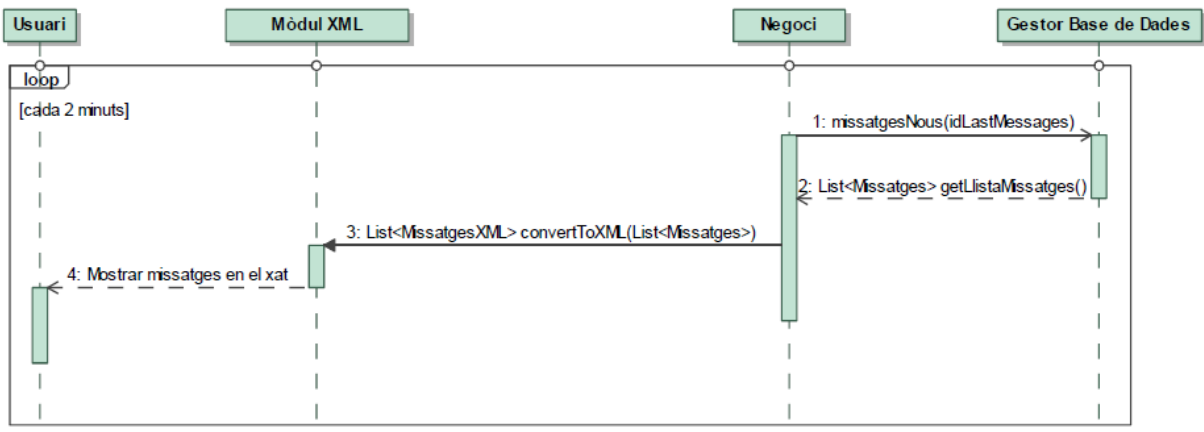 Usuari
Mòdul XML
Negoci
Gestor Base de Dades
loop
[cada 2 minuts]
1: missatgesNous(idLastMessages)
2: List<Missatges> getLlistaMissatges()
3: List<MissatgesXML> convertToXML(List<Missatges>)
4: Mostrar missatges en el xat